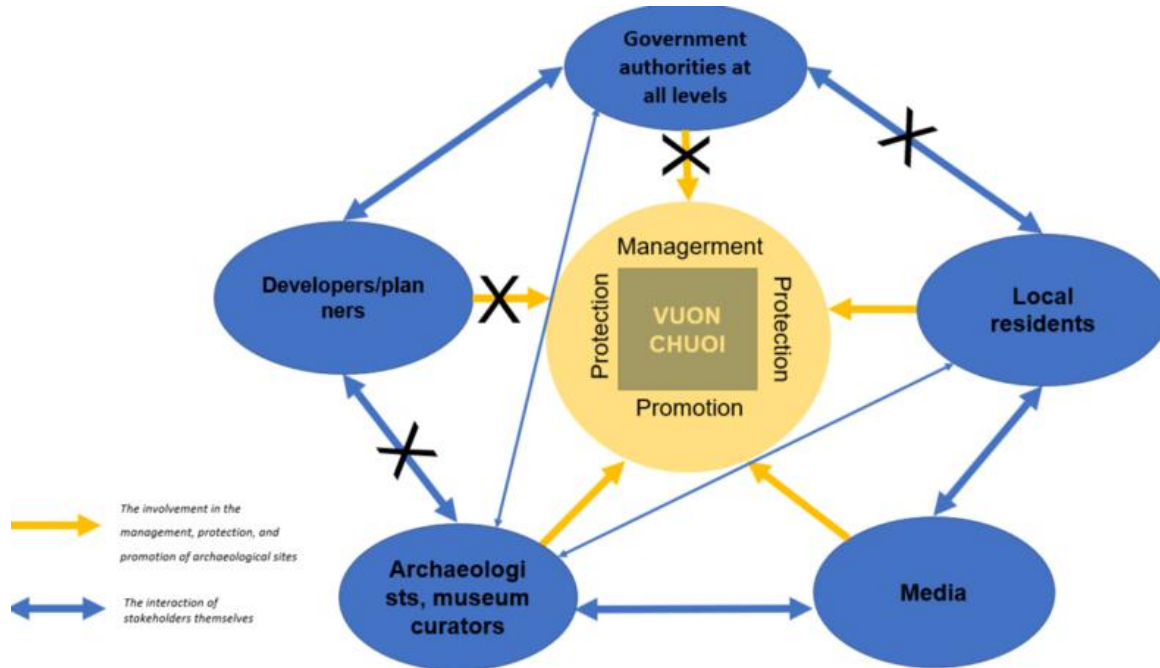 Government
authorities at
all levels
Developers/plan
ners
Managerment
Protection
VUON
CHUOI
Protection
Promotion
Local
residents
Archaeologi
sts, museum
curators
Media
The involvement in the
management, protection, and
promotion of archaeological sites
The interaction of
stakeholders themselves